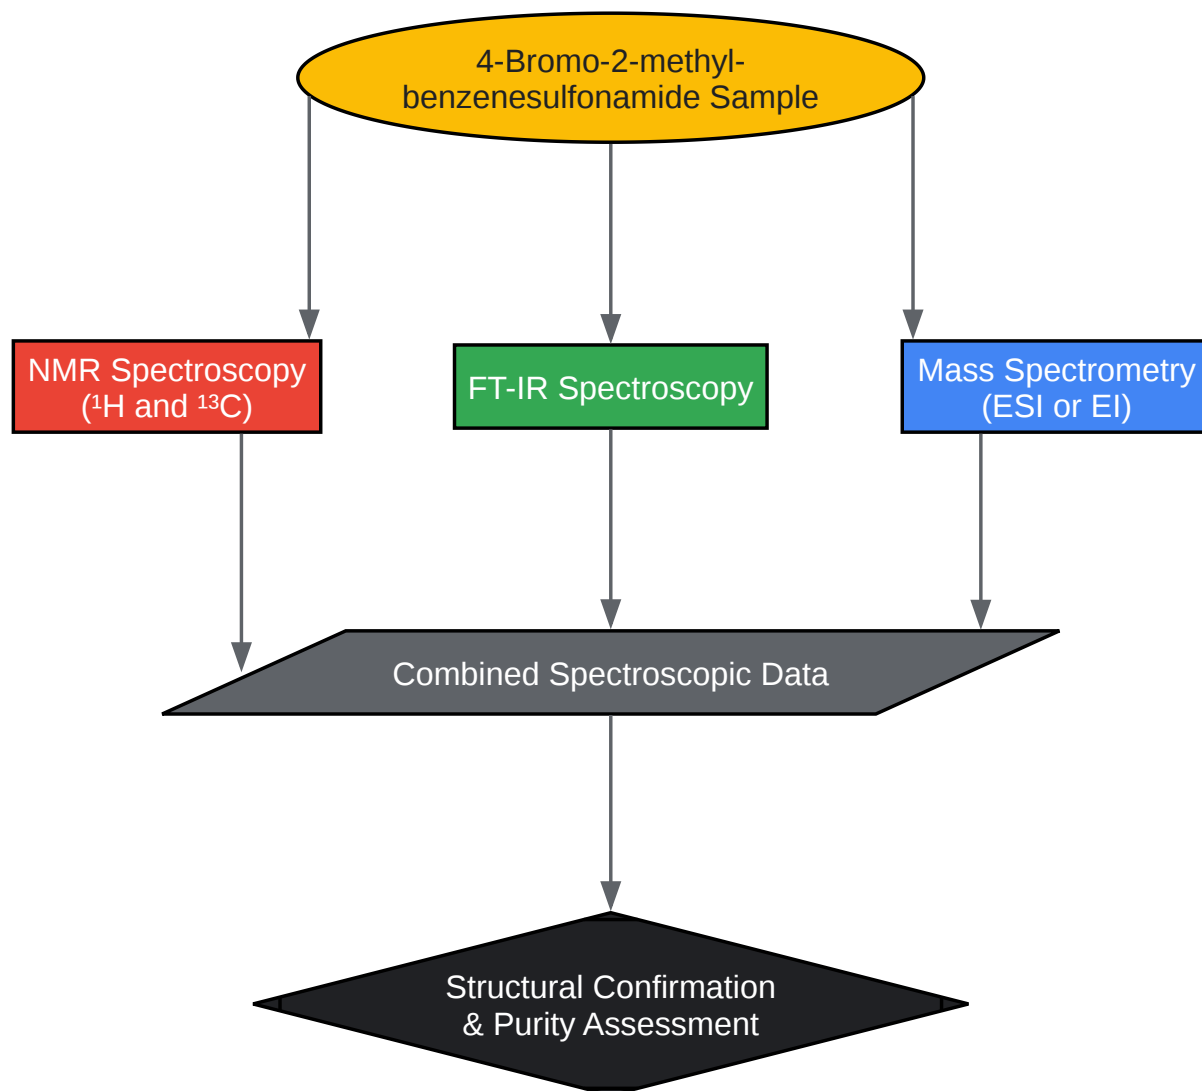 4-Bromo-2-methyl-
benzenesulfonamide Sample
NMR Spectroscopy
(¹H and ¹³C)
FT-IR Spectroscopy
Mass Spectrometry
(ESI or EI)
Combined Spectroscopic Data
Structural Confirmation
& Purity Assessment